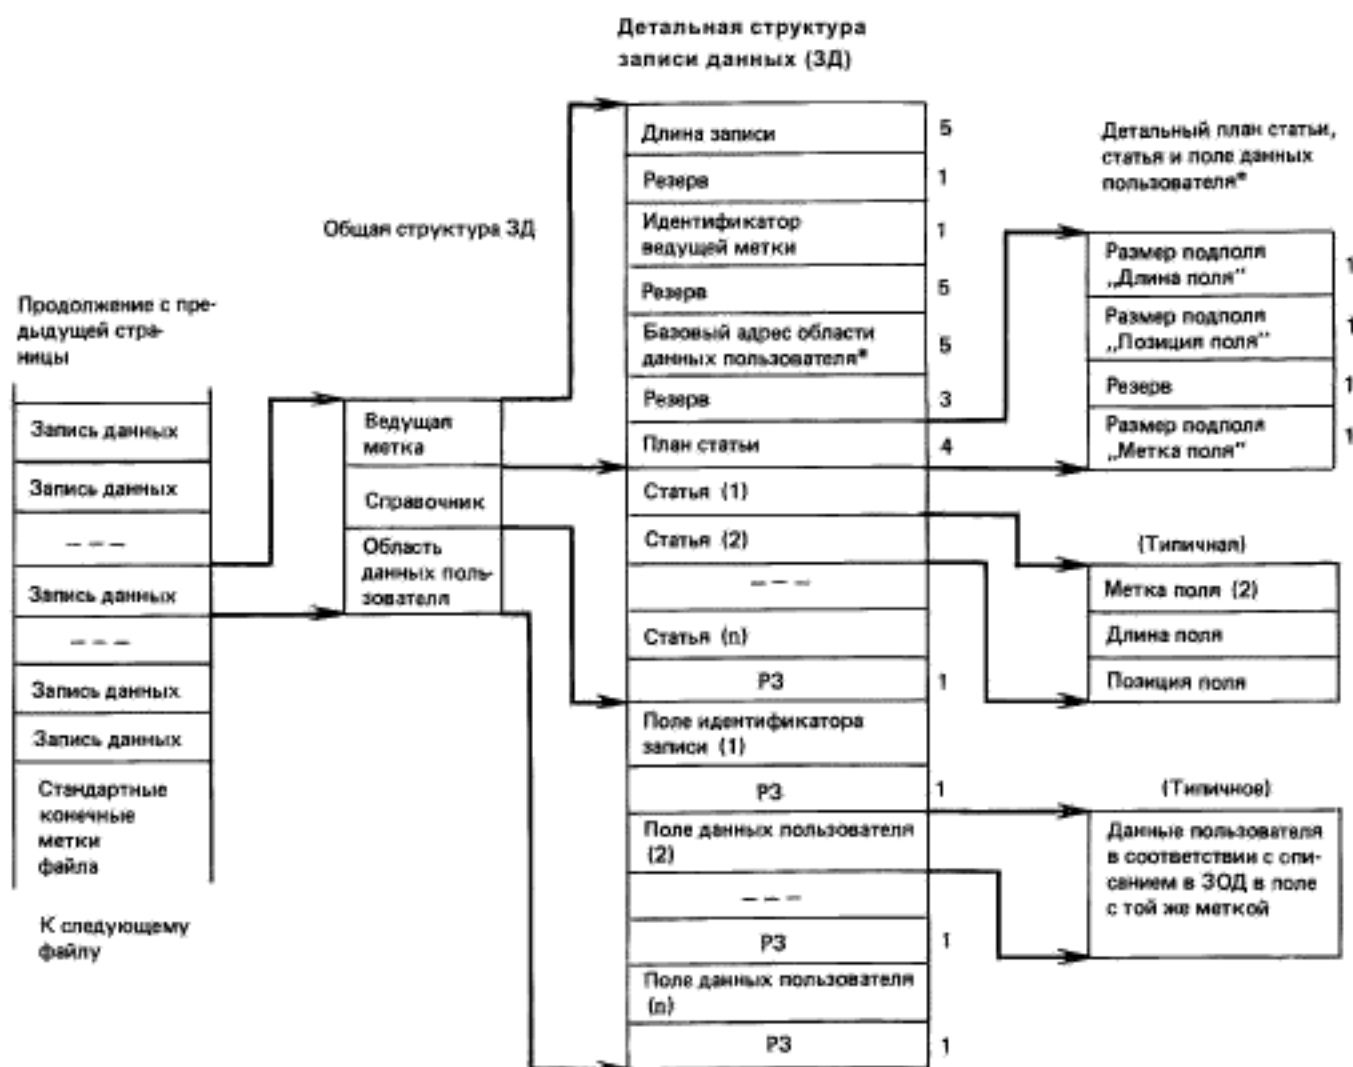 Детальная структура
записи данных (ЗД)
Длина записи
5
Резерв
1
Идентификатор
ведущей метки
1
Резерв
5
Базовый адрес области
данных пользователя*
5
Резерв
3
План статьи
4
Статья (1)
Статья (2)
– – –
Статья (n)
РЗ
1
Поле идентификатора
записи (1)
РЗ
1
Поле данных пользователя
(2)
– – –
РЗ
1
Поле данных пользователя
(n)
РЗ
1
Общая структура ЗД
Ведущая
метка
Справочник
Область
данных поль-
зователя
Продолжение с пре-
дыдущей стра-
ницы
Запись данных
Запись данных
– – –
Запись данных
– – –
Запись данных
Запись данных
Стандартные
конечные
метки
файла
К следующему
файлу
Детальный план статьи,
статья и поле данных
пользователя*
Размер подполя
„Длина поля"
1
Размер подполя
„Позиция поля"
1
Резерв
1
Размер подполя
„Метка поля"
1
(Типичная)
Метка поля (2)
Длина поля
Позиция поля
(Типичное)
Данные пользователя
в соответствии с опи-
санием в ЗОД в поле
с той же меткой